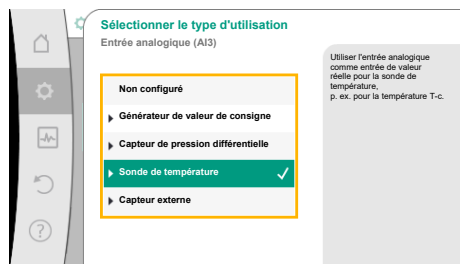 Sélectionner le type d'utilisation
Entrée analogique (AI3)
Non configuré
Générateur de valeur de consigne
Capteur de pression différentielle
Sonde de température
Capteur externe
Utiliser l'entrée analogique
comme entrée de valeur
réelle pour la sonde de
température,
p. ex. pour la température T-c.
?